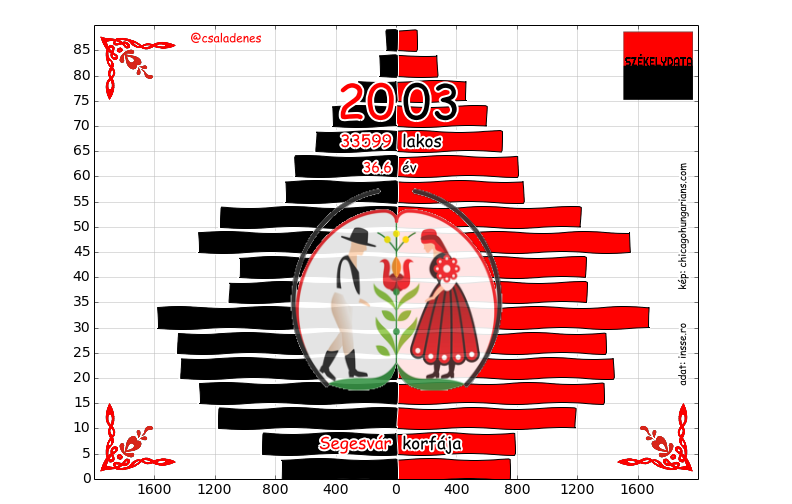 @csaladenes
SZÉKELYDATA
2003
33599 lakos
36.6 év
kép: chicagohungarians.com
adat: insse.ro
Segesvár korfája
85
80
75
70
65
60
55
50
45
40
35
30
25
20
15
10
5
0
1600 1200 800 400 0 400 800 1200 1600